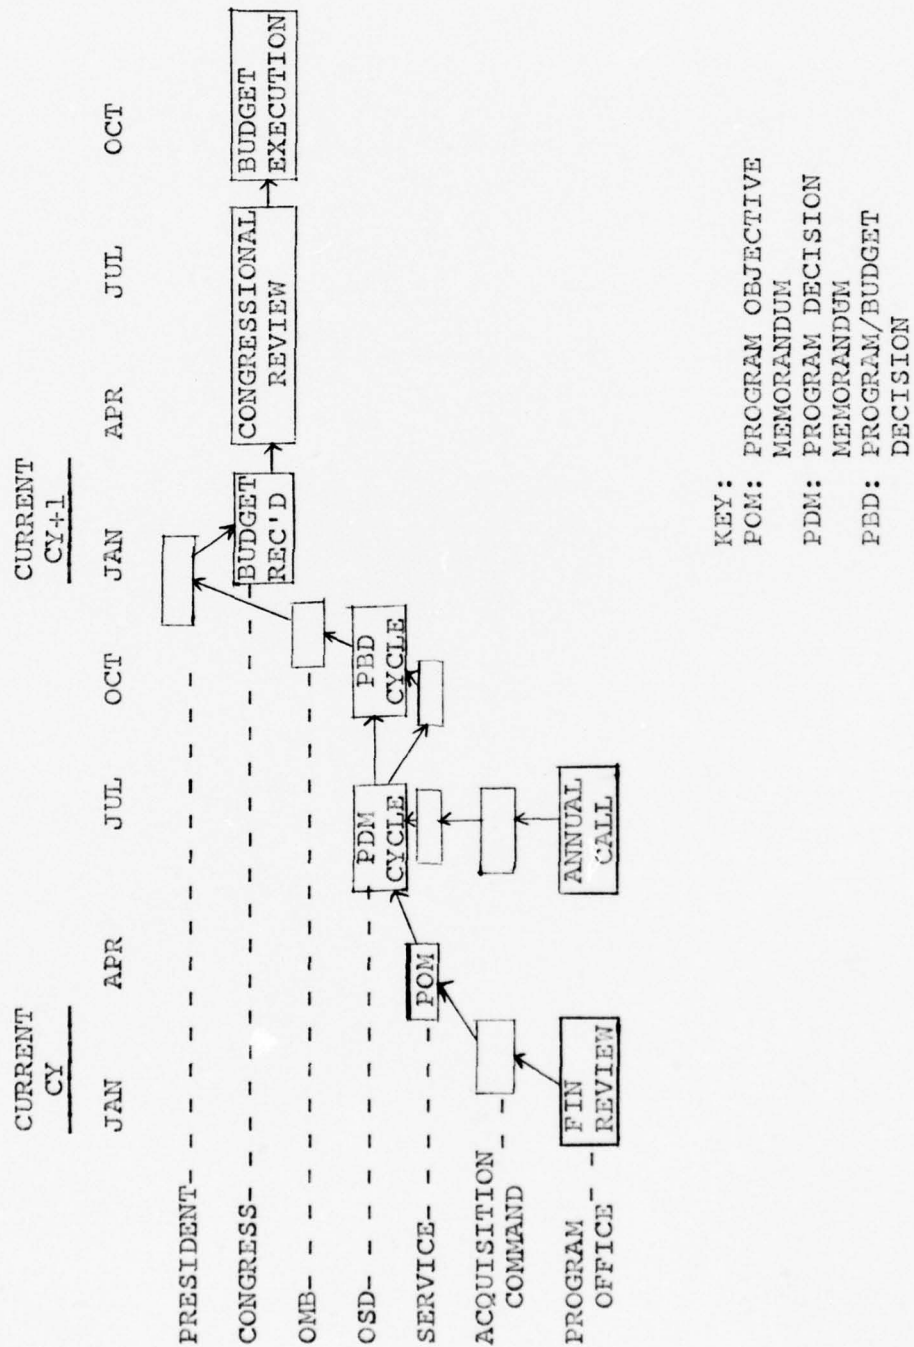 CURRENT
CY
CURRENT
CY+1
JAN APR JUL OCT JAN APR JUL OCT
PRESIDENT
CONGRESS
BUDGET
REC'D
CONGRESSIONAL
REVIEW
BUDGET
EXECUTION
OMB
OSD
PDM
CYCLE
PBD
CYCLE
SERVICE
POM
ACQUISITION
COMMAND
PROGRAM
OFFICE
FIN
REVIEW
ANNUAL
CALL
KEY:
POM: PROGRAM OBJECTIVE
MEMORANDUM
PDM: PROGRAM DECISION
MEMORANDUM
PBD: PROGRAM/BUDGET
DECISION